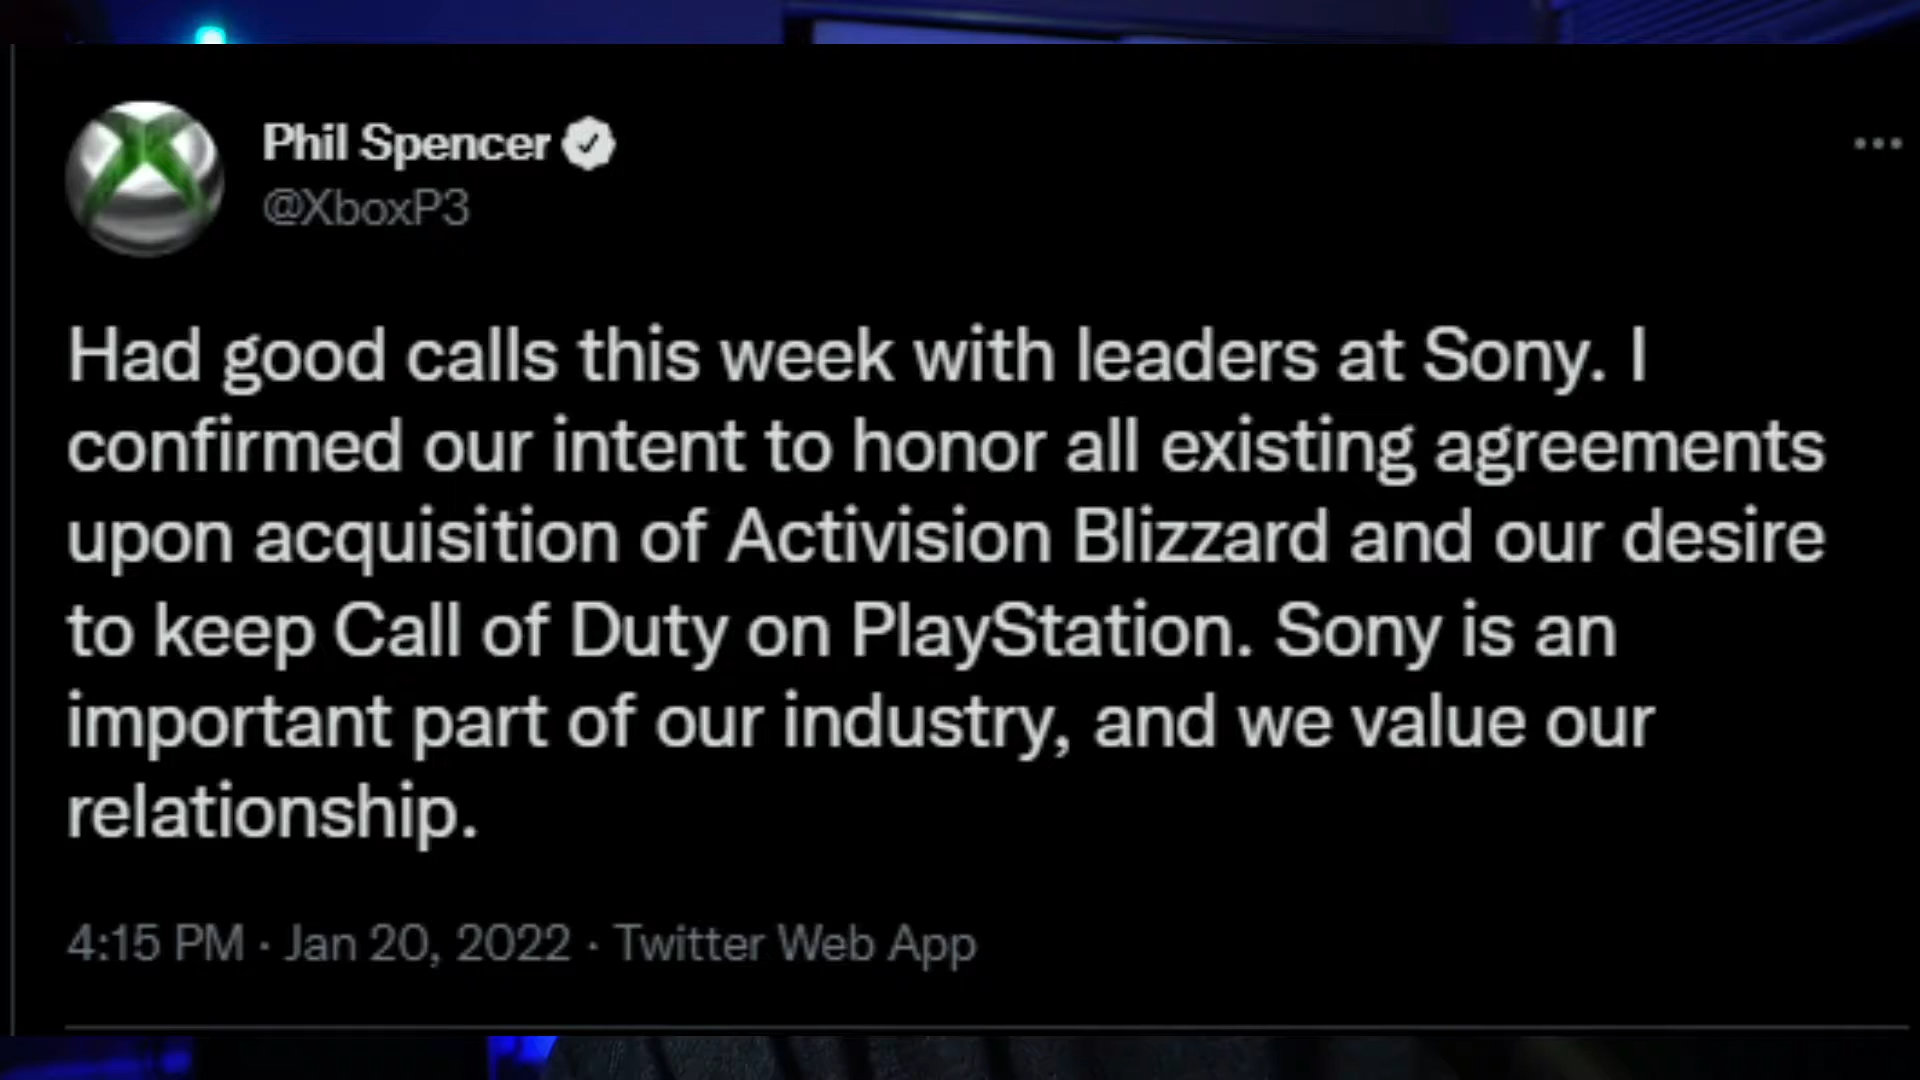 Phil Spencer
@XboxP3
Had good calls this week with leaders at Sony. I
confirmed our intent to honor all existing agreements
upon acquisition of Activision Blizzard and our desire
to keep Call of Duty on PlayStation. Sony is an
important part of our industry, and we value our
relationship.
4:15 PM · Jan 20, 2022 · Twitter Web App